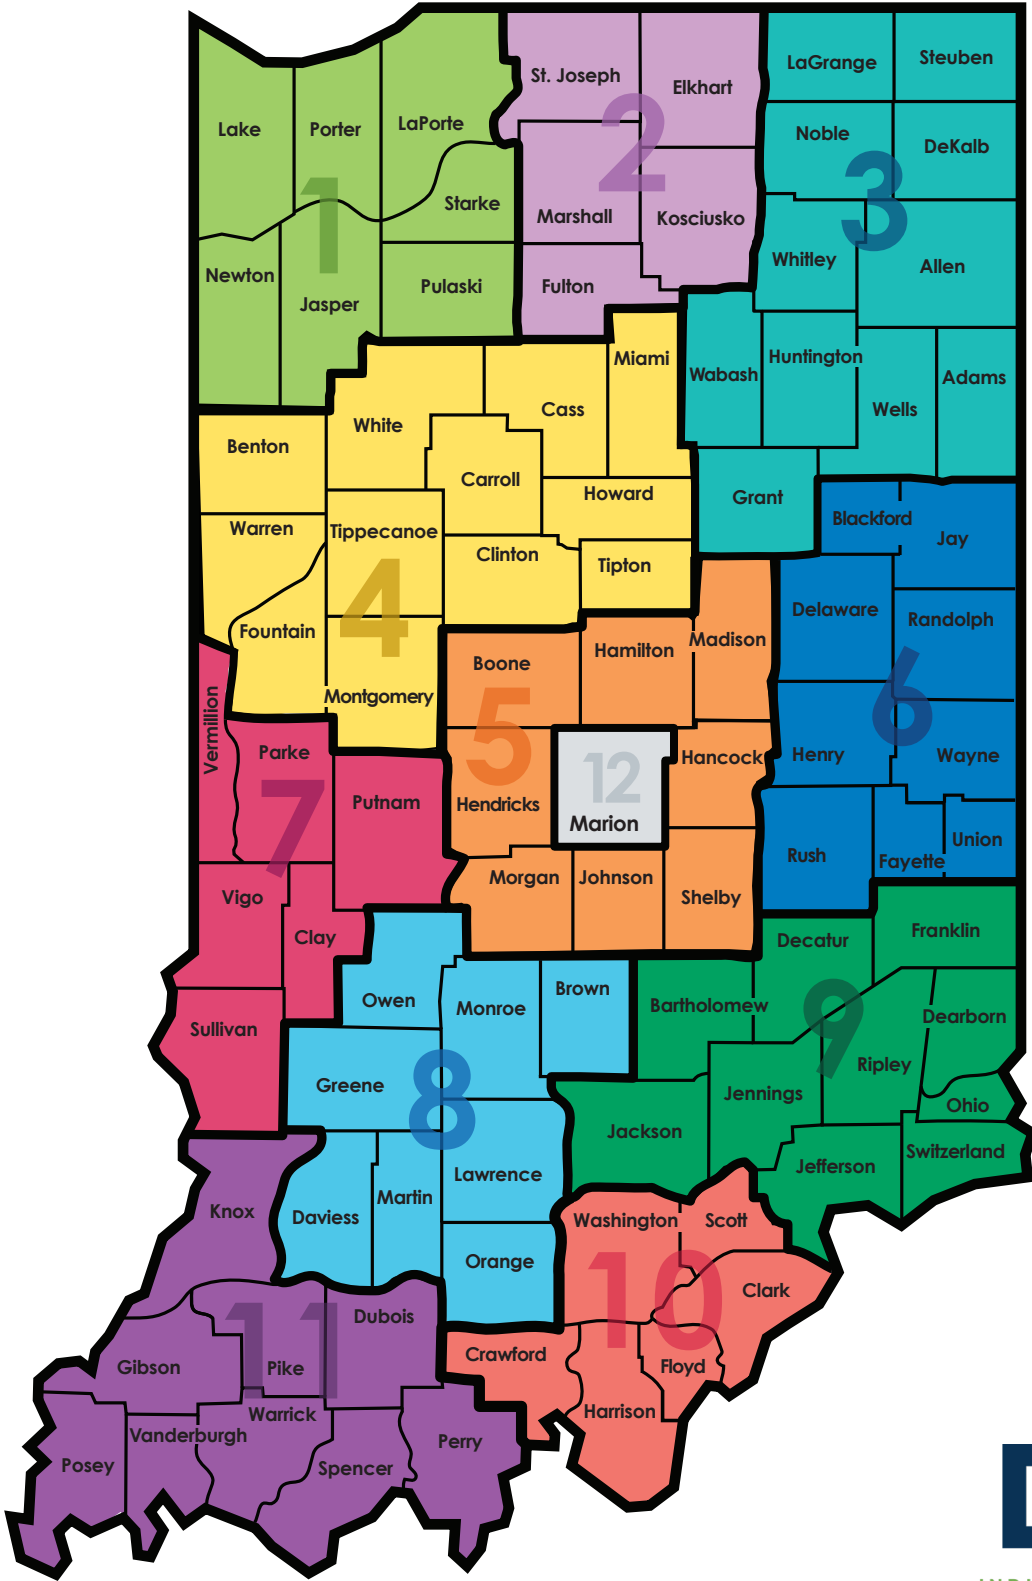 St. Joseph
Elkhart
LaGrange
Steuben
Lake
Porter
LaPorte
2
Noble
DeKalb
1
Starke
Marshall
Kosciusko
3
Newton
Jasper
Pulaski
Fulton
Whitley
Allen
Miami
Wabash
Huntington
Adams
White
Cass
Wells
Benton
Carroll
Howard
Grant
Warren
Tippecanoe
Clinton
Tipton
Blackford
Jay
4
Fountain
Montgomery
Boone
Hamilton
Madison
Delaware
Randolph
Vermillion
Parke
5
12
Hancock
Henry
6
Wayne
7
Putnam
Hendricks
Marion
Rush
Fayette
Union
Vigo
Clay
Morgan
Johnson
Shelby
Decatur
Franklin
Sullivan
Owen
Monroe
Brown
Bartholomew
9
Dearborn
Greene
8
Jennings
Ripley
Ohio
Jackson
Lawrence
Jefferson
Switzerland
Knox
Daviess
Martin
Washington
Scott
Orange
10
Clark
11
Dubois
Gibson
Pike
Crawford
Floyd
Warrick
Harrison
Vanderburgh
Posey
Spencer
Perry